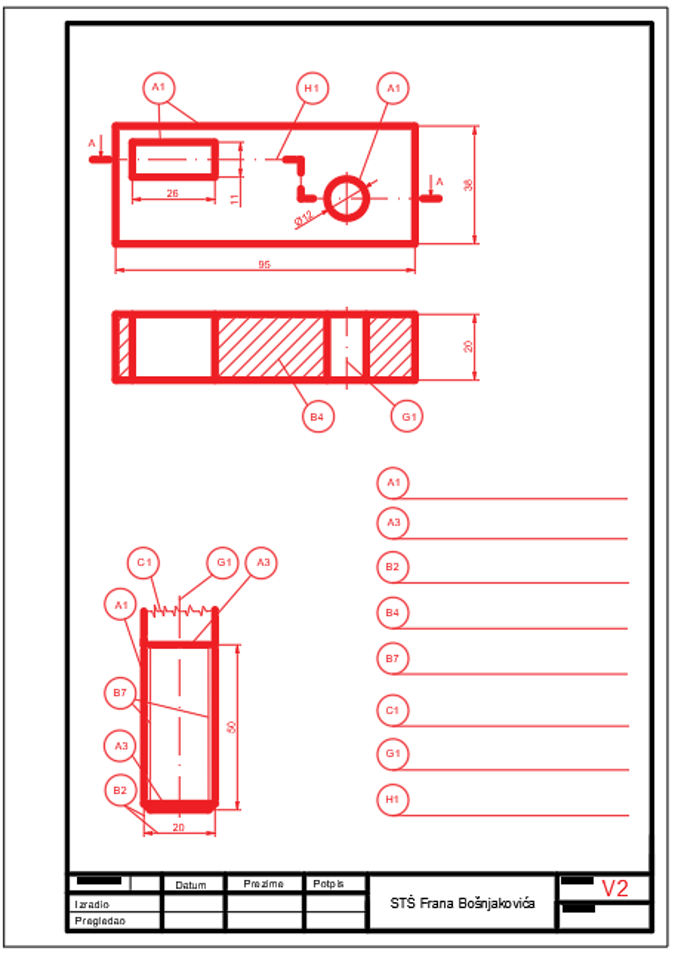 A1 H1 A1
A A
26 11 38
Ø12
95
20
B4 G1
A1
A3
B2
C1 G1 A3
A1
B4
B7
B7
50
C1
A3
G1
B2
H1
20
Datum Prezime Potpis V2
Izradio STŠ Frana Bošnjakovića
Pregledao